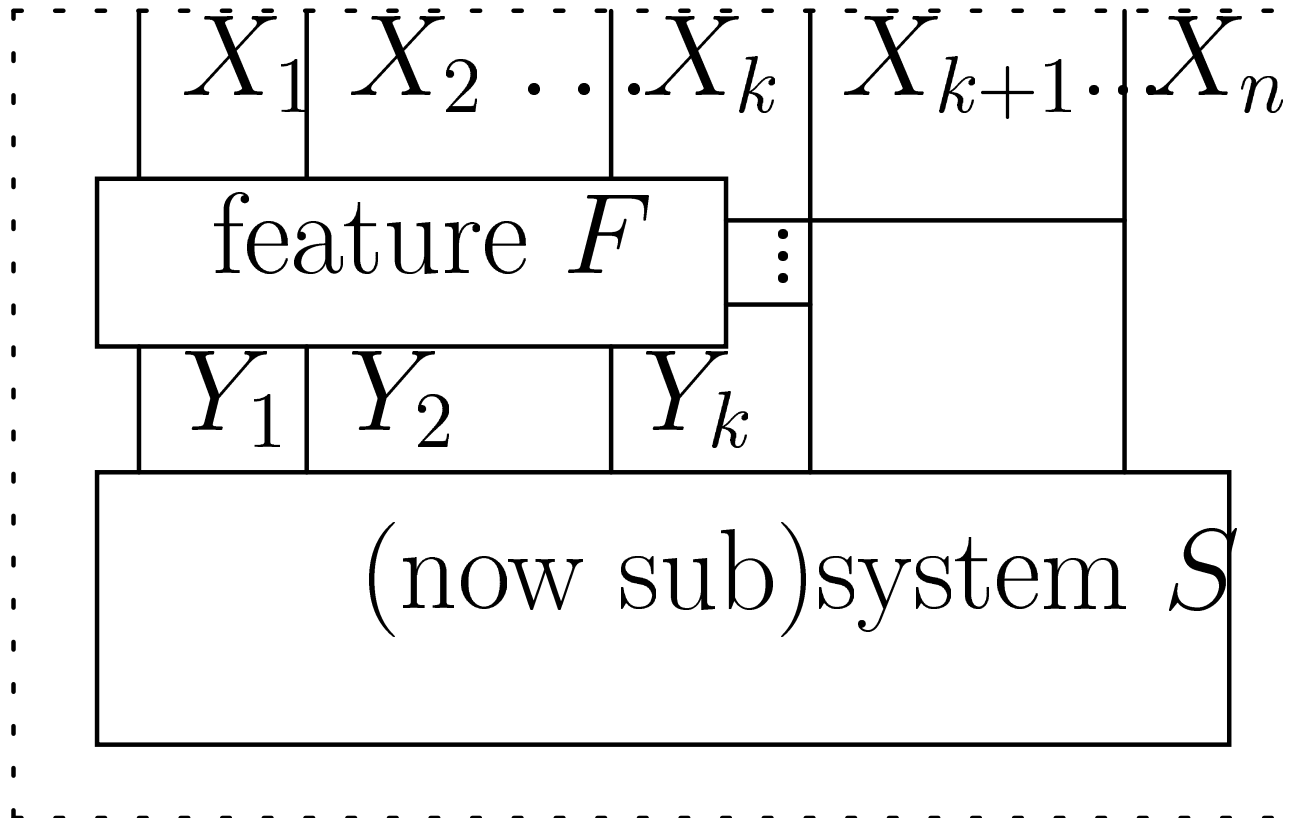 X₁ X₂ ... Xₖ Xₖ₊₁ ... Xₙ
feature F
⋮
Y₁ Y₂ Yₖ
(now sub)system S